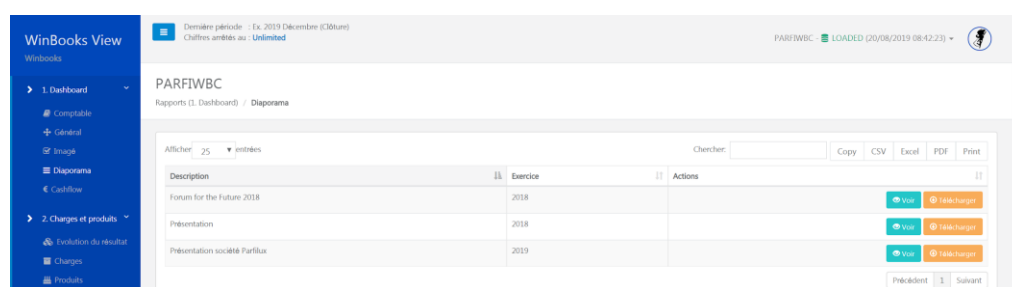 WinBooks View
Winbooks
1. Dashboard
Comptable
Général
Imagé
Diaporama
Cashflow
2. Charges et produits
Evolution du résultat
Charges
Produits
Dernière période : Ex. 2019 Décembre (Clôture)
Chiffres arrêtés au : Unlimited
PARFIWBC - LOADED (20/08/2019 08:42:23)
PARFIWBC
Rapports (1. Dashboard) / Diaporama
Afficher 25 entrées
Chercher:
Copy CSV Excel PDF Print
Description Exercice Actions
Forum for the Future 2018 2018 Voir Télécharger
Présentation 2018 Voir Télécharger
Présentation société Parfilux 2019 Voir Télécharger
Précédent 1 Suivant